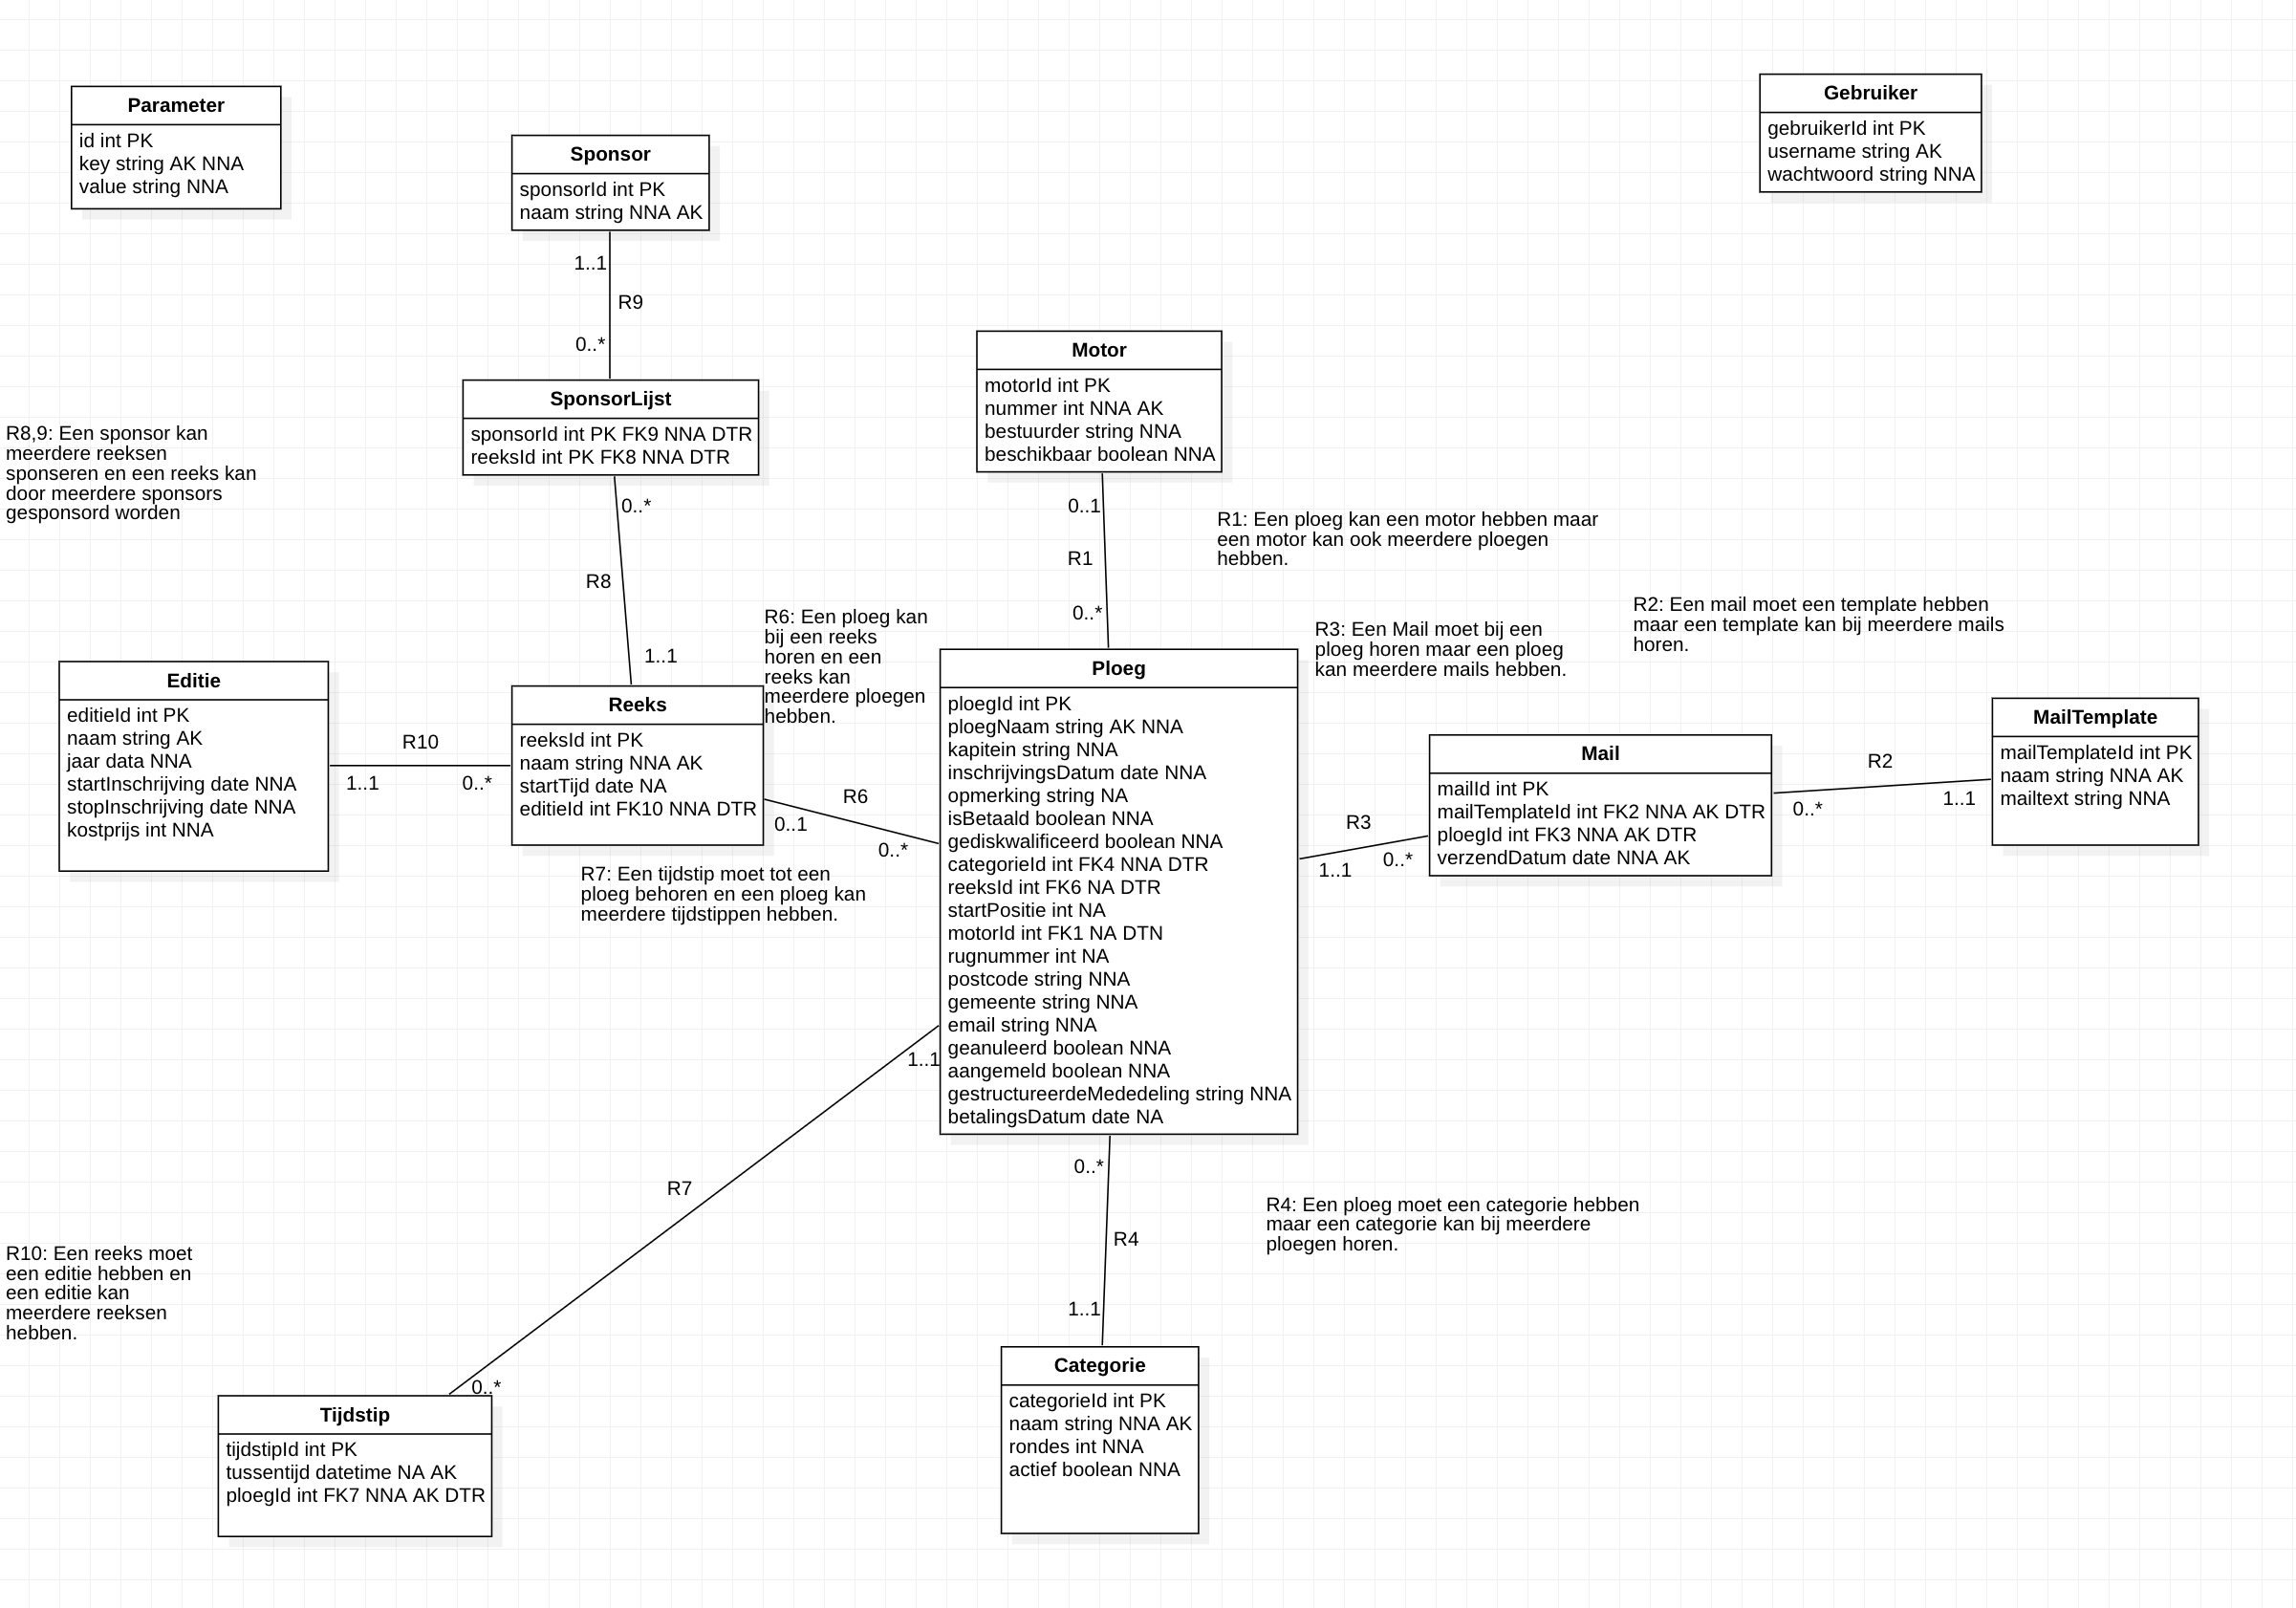 Parameter
id int PK
key string AK NNA
value string NNA
Gebruiker
gebruikerId int PK
username string AK
wachtwoord string NNA
Sponsor
sponsorId int PK
naam string NNA AK
1..1
R9
0..*
SponsorLijst
sponsorId int PK FK9 NNA DTR
reeksId int PK FK8 NNA DTR
R8,9: Een sponsor kan
meerdere reeksen
sponseren en een reeks kan
door meerdere sponsors
gesponsord worden
0..*
R8
1..1
Motor
motorId int PK
nummer int NNA AK
bestuurder string NNA
beschikbaar boolean NNA
0..1
R1
0..*
R1: Een ploeg kan een motor hebben maar
een motor kan ook meerdere ploegen
hebben.
R6: Een ploeg kan
bij een reeks
horen en een
reeks kan
meerdere ploegen
hebben.
R3: Een Mail moet bij een
ploeg horen maar een ploeg
kan meerdere mails hebben.
R2: Een mail moet een template hebben
maar een template kan bij meerdere mails
horen.
Editie
editieId int PK
naam string AK
jaar data NNA
startInschrijving date NNA
stopInschrijving date NNA
kostprijs int NNA
R10
1..1
0..*
Reeks
reeksId int PK
naam string NNA AK
startTijd date NA
editieId int FK10 NNA DTR
R6
0..1
0..*
R7: Een tijdstip moet tot een
ploeg behoren en een ploeg kan
meerdere tijdstippen hebben.
Ploeg
ploegId int PK
ploegNaam string AK NNA
kapitein string NNA
inschrijvingsDatum date NNA
opmerking string NA
isBetaald boolean NNA
gediskwalificeerd boolean NNA
categorieId int FK4 NNA DTR
reeksId int FK6 NA DTR
startPositie int NA
motorId int FK1 NA DTN
rugnummer int NA
postcode string NNA
gemeente string NNA
email string NNA
geanuleerd boolean NNA
aangemeld boolean NNA
gestructureerdeMededeling string NNA
betalingsDatum date NA
R3
1..1
0..*
Mail
mailId int PK
mailTemplateId int FK2 NNA AK DTR
ploegId int FK3 NNA AK DTR
verzendDatum date NNA AK
R2
0..*
1..1
MailTemplate
mailTemplateId int PK
naam string NNA AK
mailtext string NNA
1..1
R7
0..*
0..*
R4
1..1
R4: Een ploeg moet een categorie hebben
maar een categorie kan bij meerdere
ploegen horen.
R10: Een reeks moet
een editie hebben en
een editie kan
meerdere reeksen
hebben.
Tijdstip
tijdstipId int PK
tussentijd datetime NA AK
ploegId int FK7 NNA AK DTR
Categorie
categorieId int PK
naam string NNA AK
rondes int NNA
actief boolean NNA